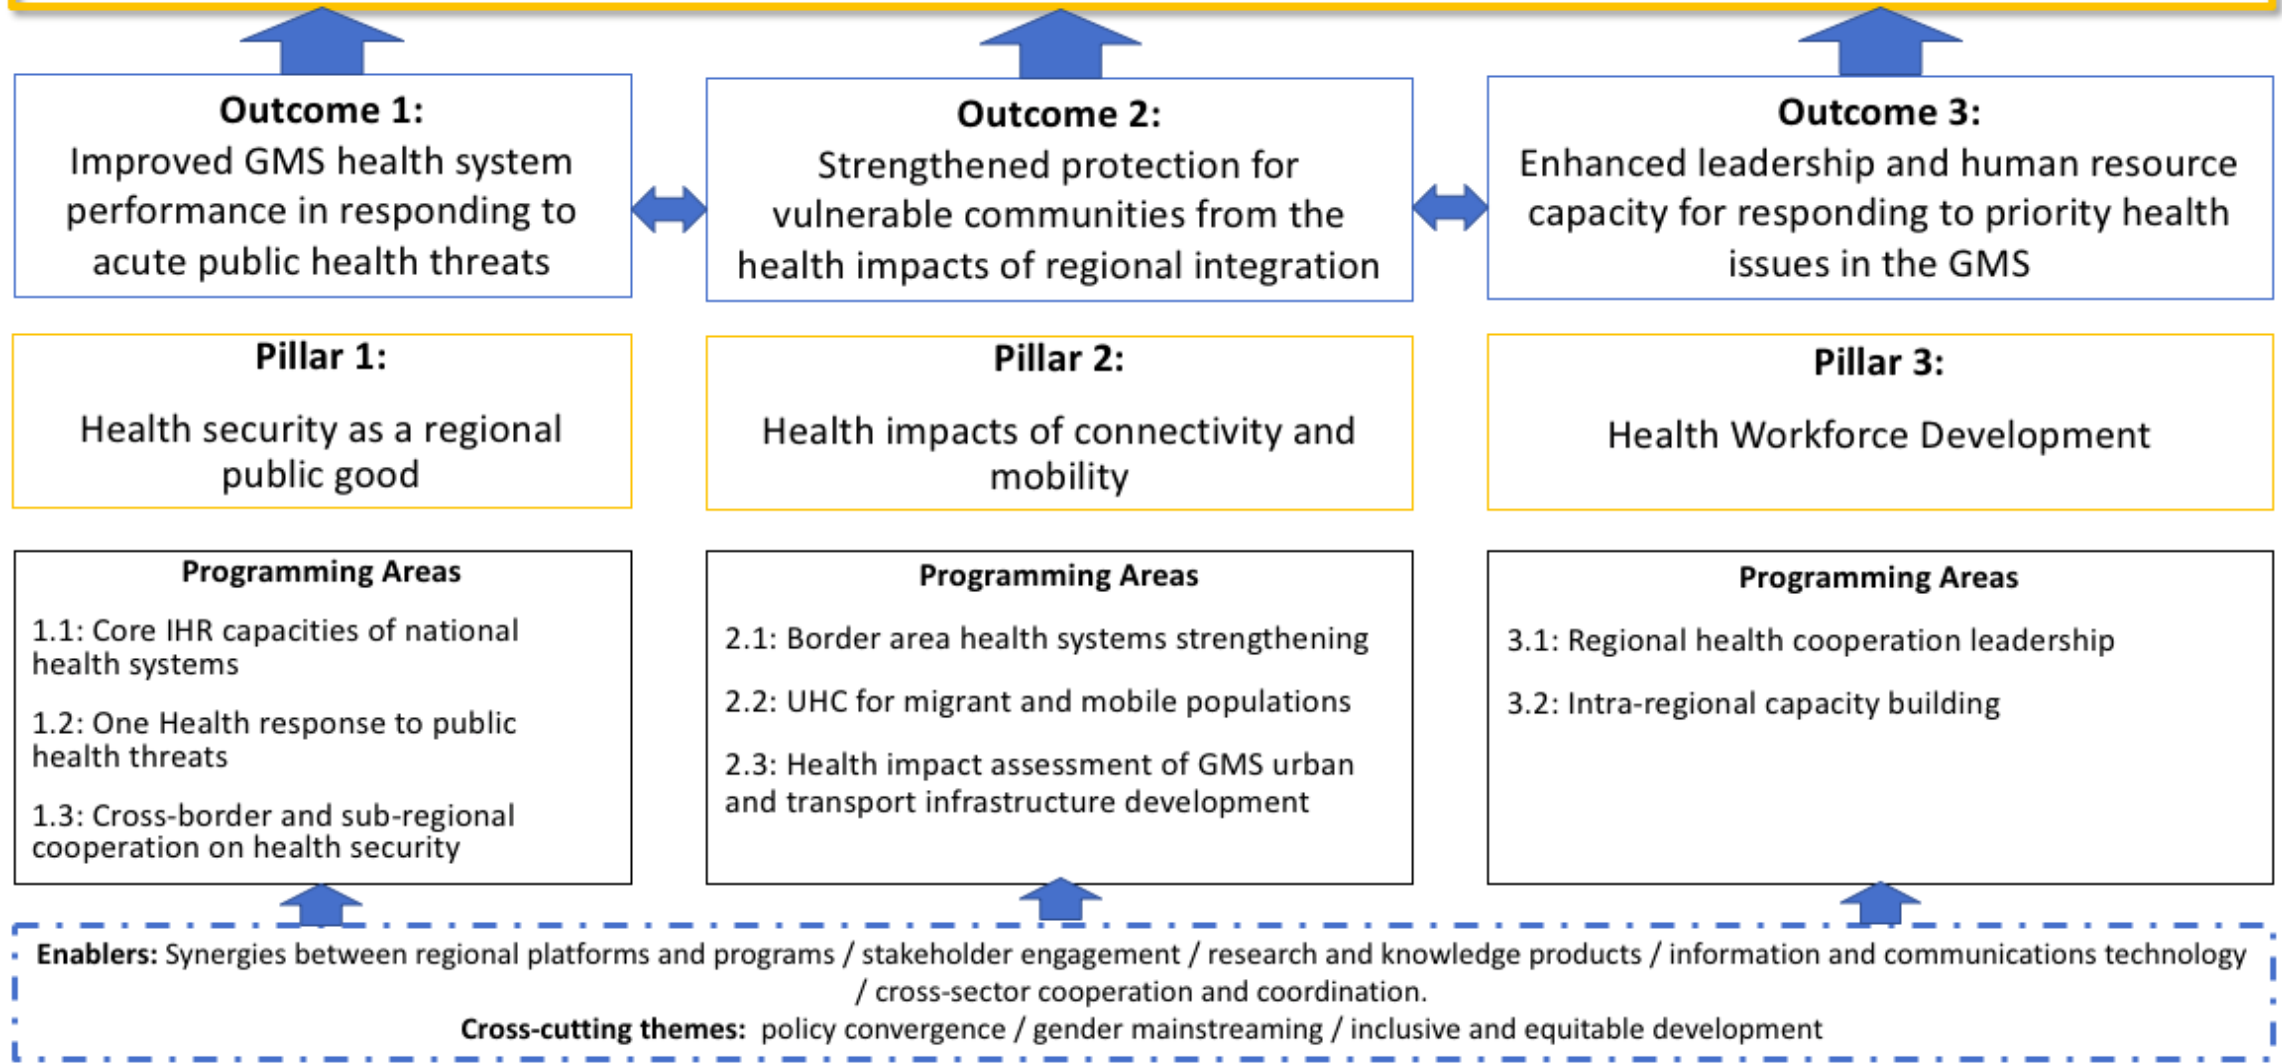 Outcome 1:
Improved GMS health system
performance in responding to
acute public health threats
Outcome 2:
Strengthened protection for
vulnerable communities from the
health impacts of regional integration
Outcome 3:
Enhanced leadership and human resource
capacity for responding to priority health
issues in the GMS
Pillar 1:
Health security as a regional
public good
Pillar 2:
Health impacts of connectivity and
mobility
Pillar 3:
Health Workforce Development
Programming Areas
1.1: Core IHR capacities of national
health systems
1.2: One Health response to public
health threats
1.3: Cross-border and sub-regional
cooperation on health security
Programming Areas
2.1: Border area health systems strengthening
2.2: UHC for migrant and mobile populations
2.3: Health impact assessment of GMS urban
and transport infrastructure development
Programming Areas
3.1: Regional health cooperation leadership
3.2: Intra-regional capacity building
Enablers: Synergies between regional platforms and programs / stakeholder engagement / research and knowledge products / information and communications technology
/ cross-sector cooperation and coordination.
Cross-cutting themes: policy convergence / gender mainstreaming / inclusive and equitable development